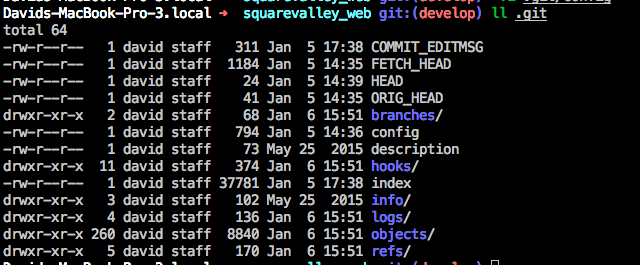 Davids-MacBook-Pro-3.local ➜ squarevalley_web git:(develop) ll .git
total 64
-rw-r--r-- 1 david staff 311 Jan 5 17:38 COMMIT_EDITMSG
-rw-r--r-- 1 david staff 1184 Jan 5 14:35 FETCH_HEAD
-rw-r--r-- 1 david staff 24 Jan 5 14:39 HEAD
-rw-r--r-- 1 david staff 41 Jan 5 14:35 ORIG_HEAD
drwxr-xr-x 2 david staff 68 Jan 6 15:51 branches/
-rw-r--r-- 1 david staff 794 Jan 5 14:36 config
-rw-r--r-- 1 david staff 73 May 25 2015 description
drwxr-xr-x 11 david staff 374 Jan 6 15:51 hooks/
-rw-r--r-- 1 david staff 37781 Jan 5 17:38 index
drwxr-xr-x 3 david staff 102 May 25 2015 info/
drwxr-xr-x 4 david staff 136 Jan 6 15:51 logs/
drwxr-xr-x 260 david staff 8840 Jan 6 15:51 objects/
drwxr-xr-x 5 david staff 170 Jan 6 15:51 refs/